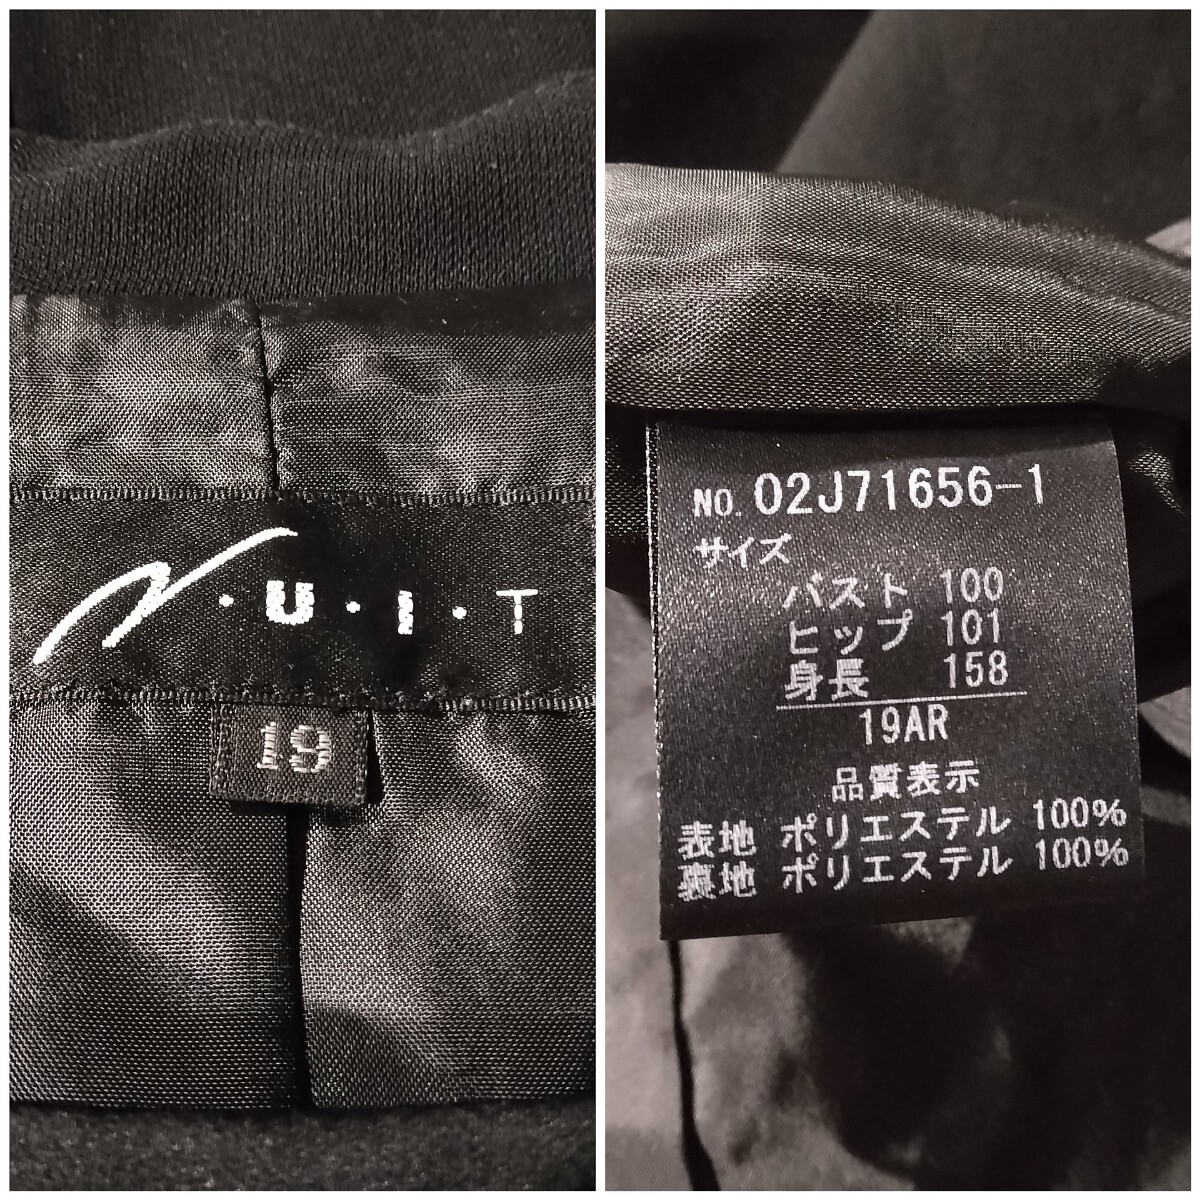 N・U・I・T
19
NO. 02J71656-1
サイズ
バスト 100
ヒップ 101
身長 158
19AR
品質表示
表地 ポリエステル 100%
裏地 ポリエステル 100%